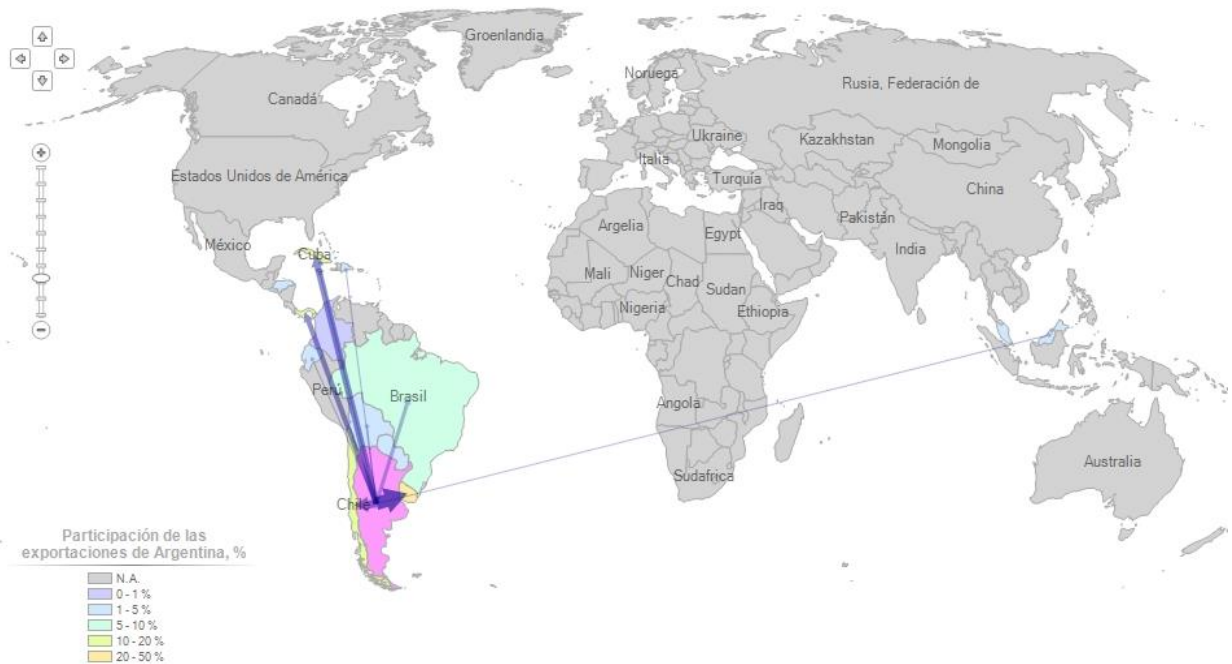 Groenlandia
Noruega
Rusia, Federación de
Canadá
Ukraine
Kazakhstan
Mongolia
Italia
Estados Unidos de América
Turquía
China
Iraq
Pakistán
México
Argelia
Egypt
India
Cuba
Mali
Niger
Chad
Sudan
Nigeria
Ethiopia
Perú
Brasil
Angola
Australia
Sudafrica
Chile
Participación de las
exportaciones de Argentina, %
N.A.
0 - 1 %
1 - 5 %
5 - 10 %
10 - 20 %
20 - 50 %